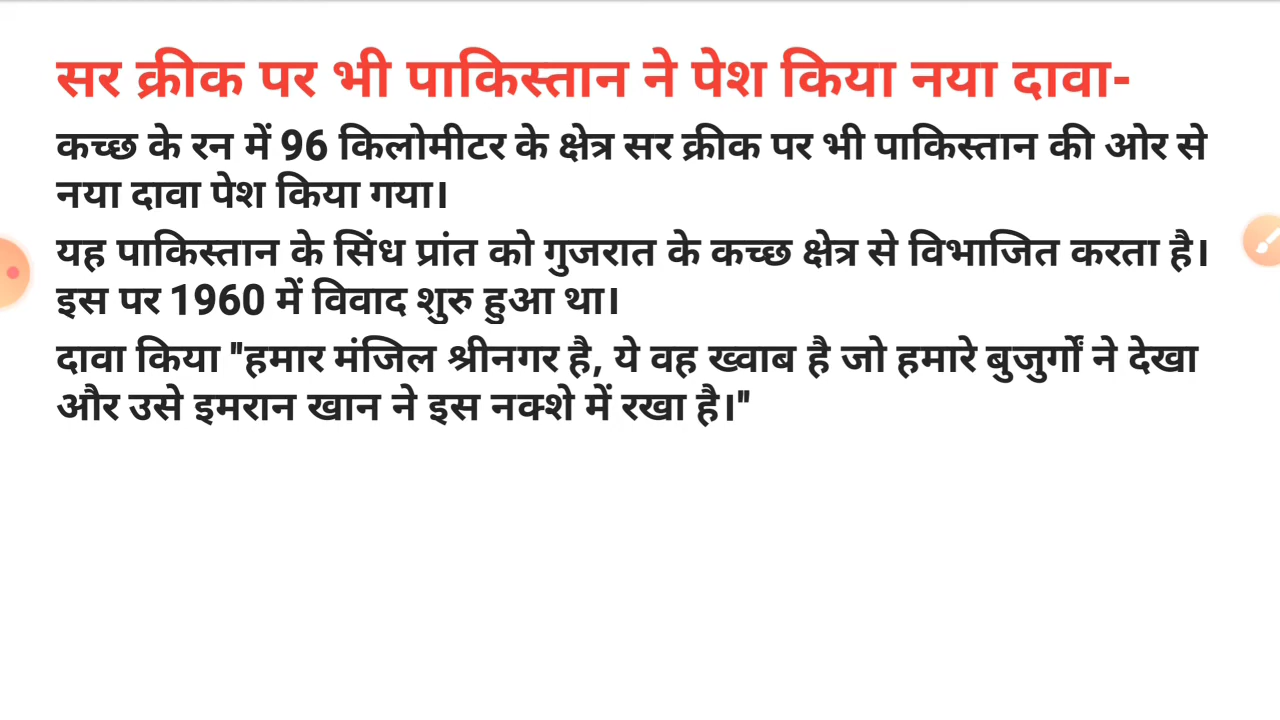 सर क्रीक पर भी पाकिस्तान ने पेश किया नया दावा-
कच्छ के रन में 96 किलोमीटर के क्षेत्र सर क्रीक पर भी पाकिस्तान की ओर से
नया दावा पेश किया गया।
यह पाकिस्तान के सिंध प्रांत को गुजरात के कच्छ क्षेत्र से विभाजित करता है।
इस पर 1960 में विवाद शुरु हुआ था।
दावा किया "हमार मंजिल श्रीनगर है, ये वह ख्वाब है जो हमारे बुजुर्गों ने देखा
और उसे इमरान खान ने इस नक्शे में रखा है।"